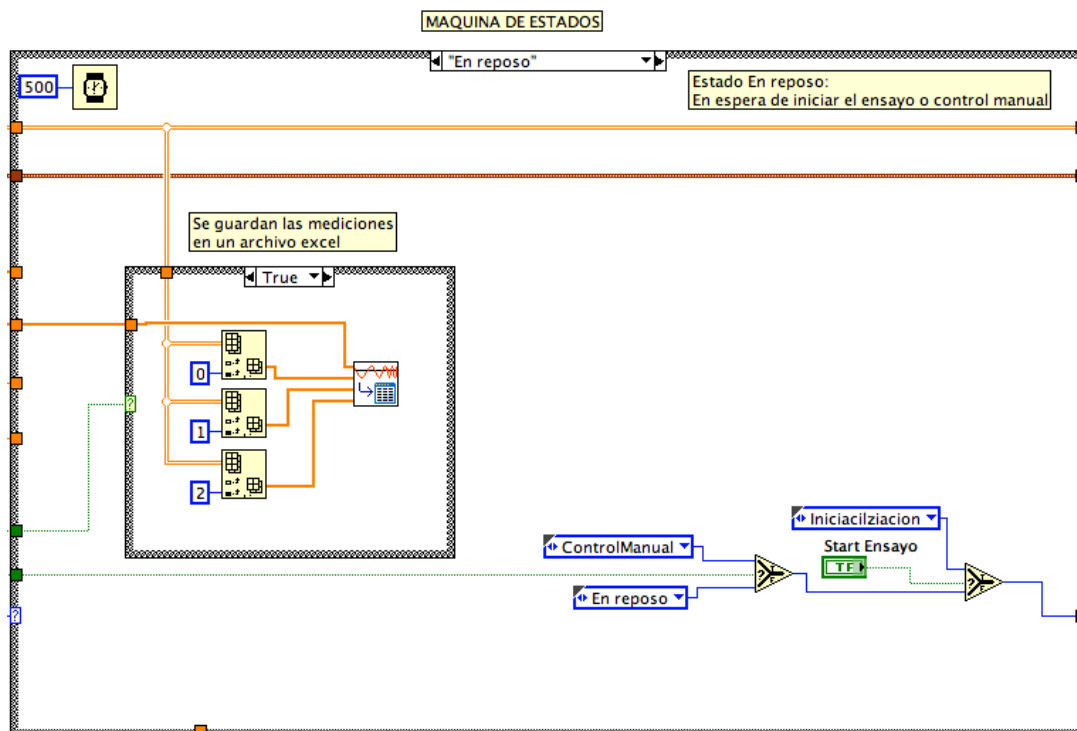 MAQUINA DE ESTADOS
"En reposo"
500
Estado En reposo:
En espera de iniciar el ensayo o control manual
Se guardan las mediciones
en un archivo excel
True
0
1
2
?
?
Iniciacilziacion
ControlManual
Start Ensayo
TF
En reposo
?
T
F
?
T
F